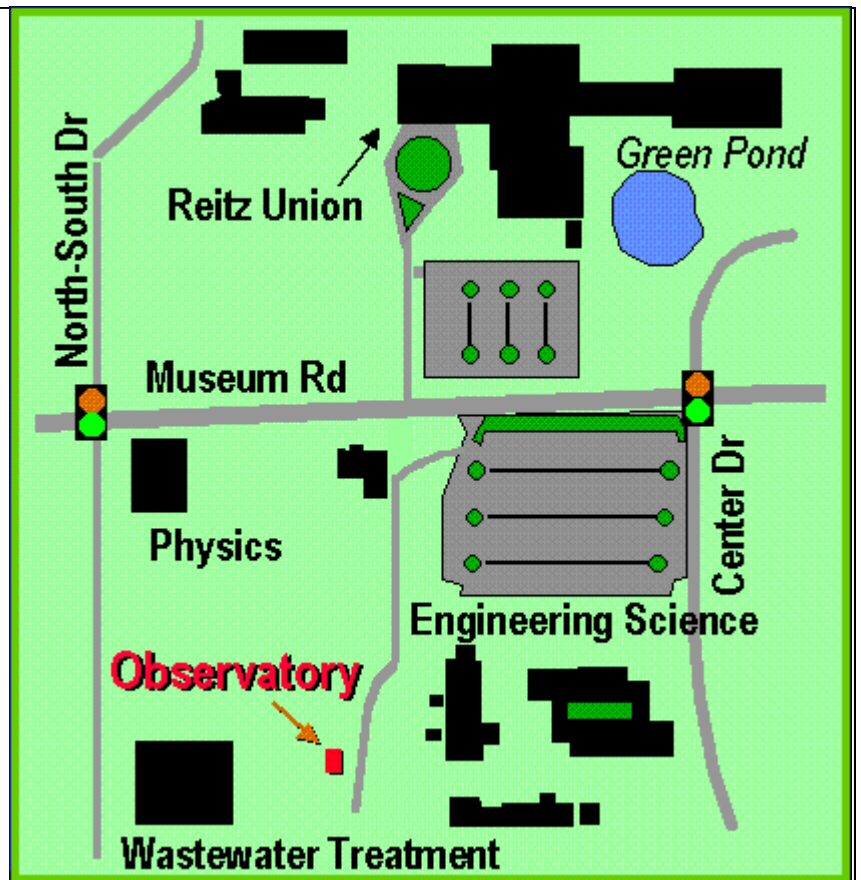 Green Pond
North-South Dr
Reitz Union
Museum Rd
Center Dr
Physics
Engineering Science
Observatory
Wastewater Treatment